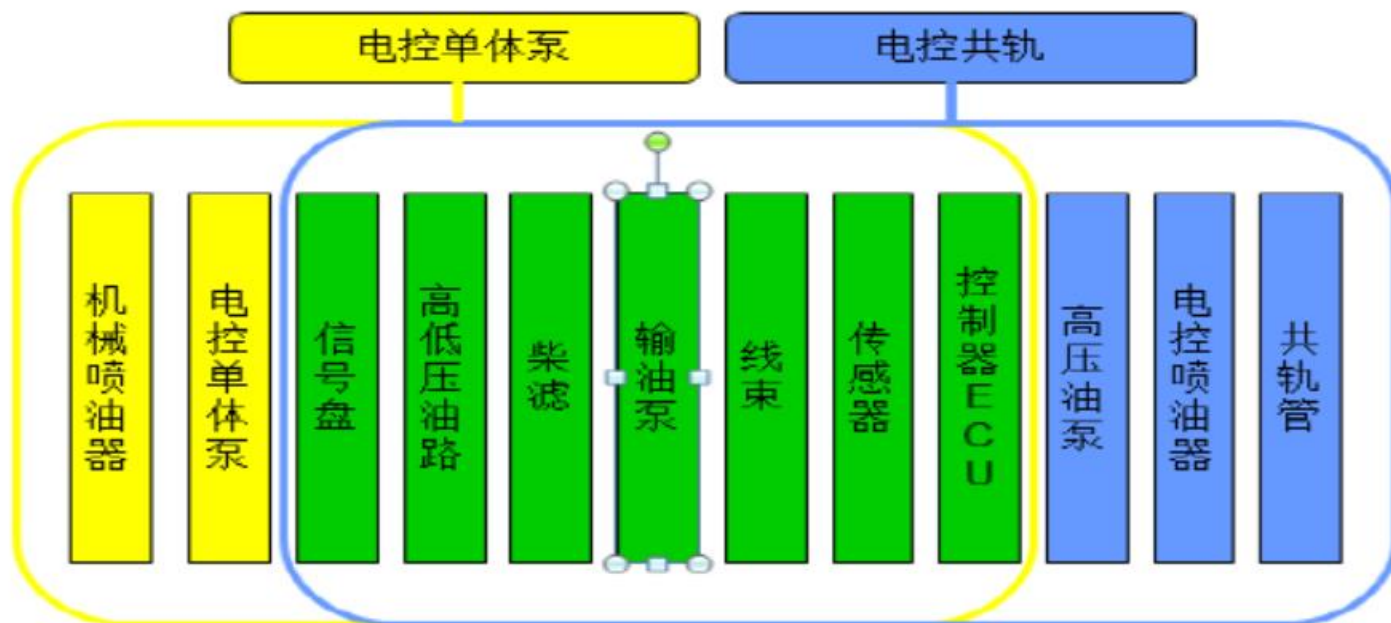 电控单体泵
电控共轨
机械喷油器
电控单体泵
信号盘
高低压油路
柴滤
输油泵
线束
传感器
控制器ECU
高压油泵
电控喷油器
共轨管